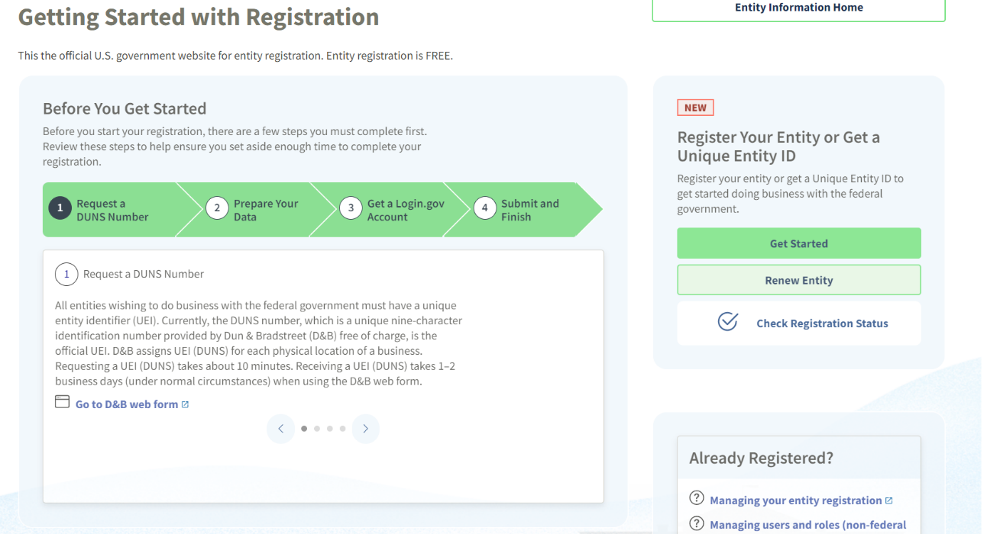 Getting Started with Registration
Entity Information Home
This the official U.S. government website for entity registration. Entity registration is FREE.
Before You Get Started
Before you start your registration, there are a few steps you must complete first.
Review these steps to help ensure you set aside enough time to complete your
registration.
1 Request a
DUNS Number
2 Prepare Your
Data
3 Get a Login.gov
Account
4 Submit and
Finish
1 Request a DUNS Number
All entities wishing to do business with the federal government must have a unique
entity identifier (UEI). Currently, the DUNS number, which is a unique nine-character
identification number provided by Dun & Bradstreet (D&B) free of charge, is the
official UEI. D&B assigns UEI (DUNS) for each physical location of a business.
Requesting a UEI (DUNS) takes about 10 minutes. Receiving a UEI (DUNS) takes 1–2
business days (under normal circumstances) when using the D&B web form.
Go to D&B web form
NEW
Register Your Entity or Get a
Unique Entity ID
Register your entity or get a Unique Entity ID to
get started doing business with the federal
government.
Get Started
Renew Entity
Check Registration Status
Already Registered?
Managing your entity registration
Managing users and roles (non-federal